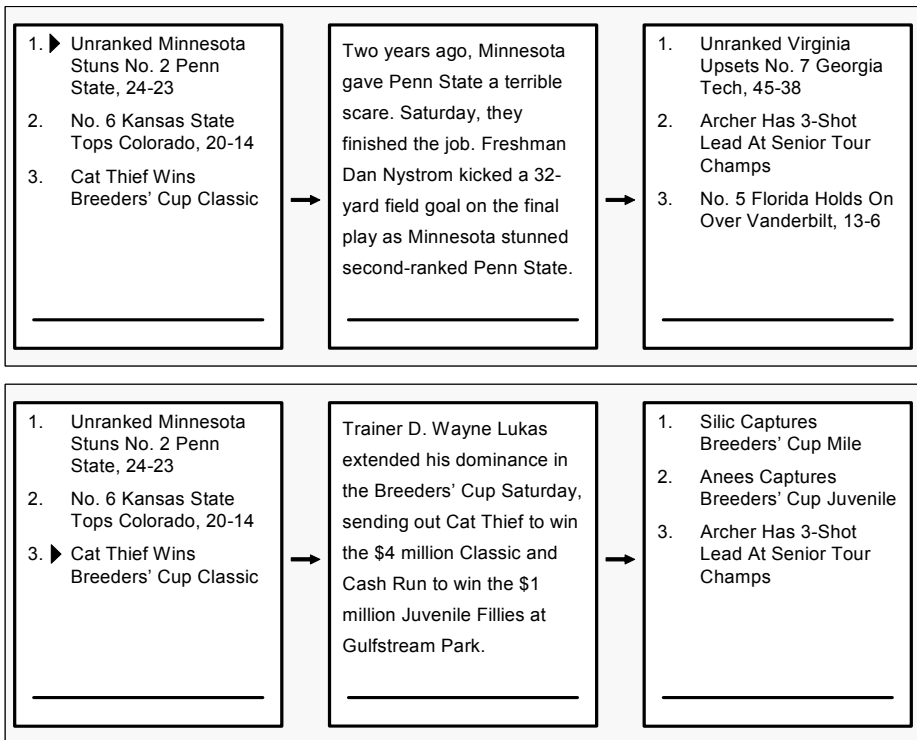 1. Unranked Minnesota
Stuns No. 2 Penn
State, 24-23
2. No. 6 Kansas State
Tops Colorado, 20-14
3. Cat Thief Wins
Breeders’ Cup Classic
Two years ago, Minnesota
gave Penn State a terrible
scare. Saturday, they
finished the job. Freshman
Dan Nystrom kicked a 32-
yard field goal on the final
play as Minnesota stunned
second-ranked Penn State.
1. Unranked Virginia
Upsets No. 7 Georgia
Tech, 45-38
2. Archer Has 3-Shot
Lead At Senior Tour
Champs
3. No. 5 Florida Holds On
Over Vanderbilt, 13-6
1. Unranked Minnesota
Stuns No. 2 Penn
State, 24-23
2. No. 6 Kansas State
Tops Colorado, 20-14
3. Cat Thief Wins
Breeders’ Cup Classic
Trainer D. Wayne Lukas
extended his dominance in
the Breeders’ Cup Saturday,
sending out Cat Thief to win
the $4 million Classic and
Cash Run to win the $1
million Juvenile Fillies at
Gulfstream Park.
1. Silic Captures
Breeders’ Cup Mile
2. Anees Captures
Breeders’ Cup Juvenile
3. Archer Has 3-Shot
Lead At Senior Tour
Champs